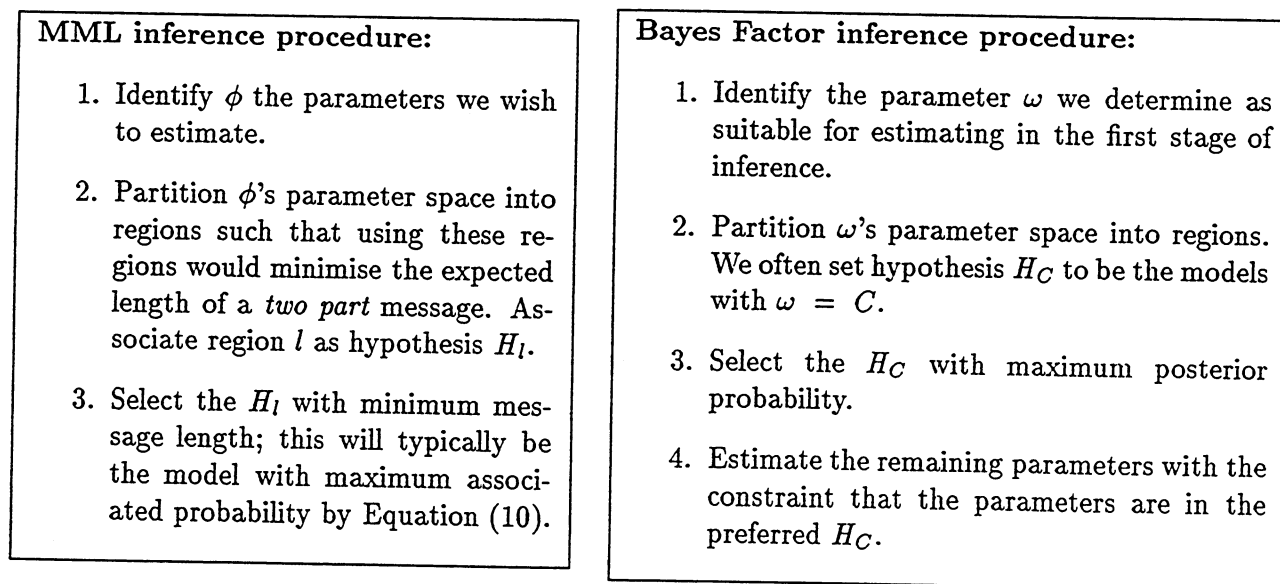 MML inference procedure:
1. Identify ϕ the parameters we wish
to estimate.
2. Partition ϕ's parameter space into
regions such that using these re-
gions would minimise the expected
length of a two part message. As-
sociate region l as hypothesis H_l.
3. Select the H_l with minimum mes-
sage length; this will typically be
the model with maximum associ-
ated probability by Equation (10).
Bayes Factor inference procedure:
1. Identify the parameter ω we determine as
suitable for estimating in the first stage of
inference.
2. Partition ω's parameter space into regions.
We often set hypothesis H_C to be the models
with ω = C.
3. Select the H_C with maximum posterior
probability.
4. Estimate the remaining parameters with the
constraint that the parameters are in the
preferred H_C.